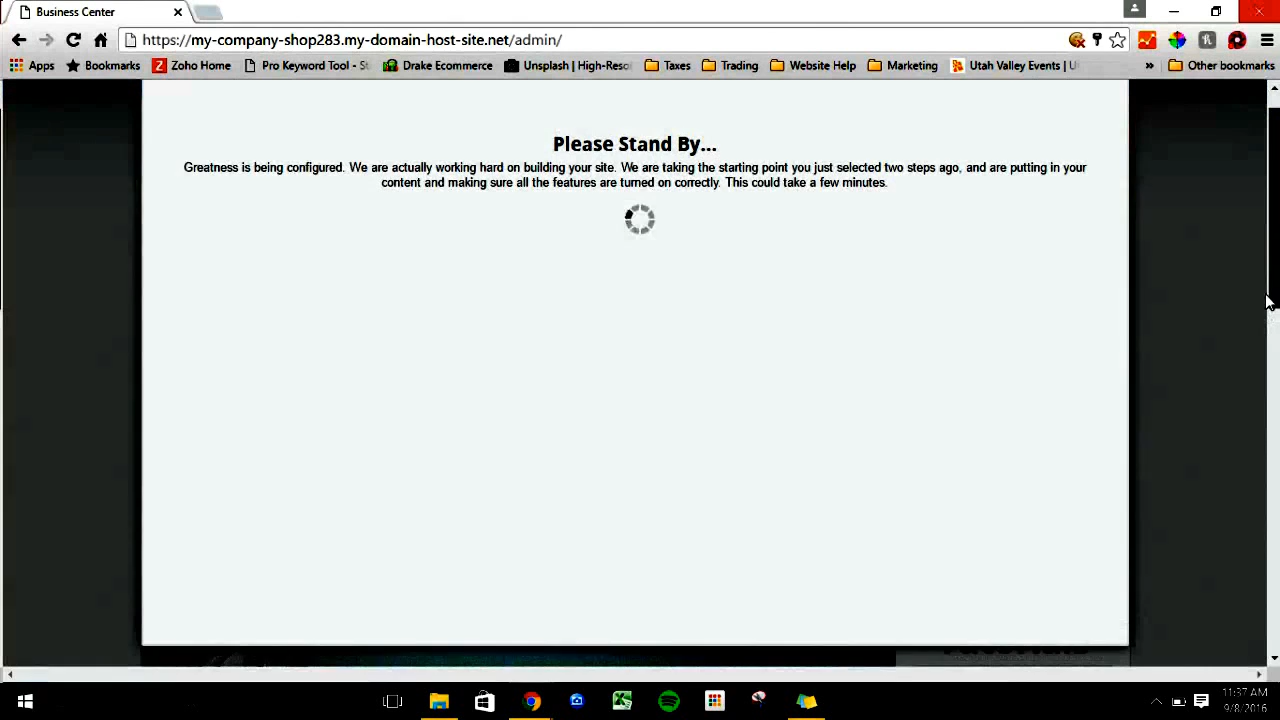 Business Center
https://my-company-shop283.my-domain-host-site.net/admin/
Apps Bookmarks Zoho Home Pro Keyword Tool - St Drake Ecommerce Unsplash | High-Resol Taxes Trading Website Help Marketing Utah Valley Events | U » Other bookmarks
Please Stand By...
Greatness is being configured. We are actually working hard on building your site. We are taking the starting point you just selected two steps ago, and are putting in your
content and making sure all the features are turned on correctly. This could take a few minutes.
11:37 AM
9/8/2016